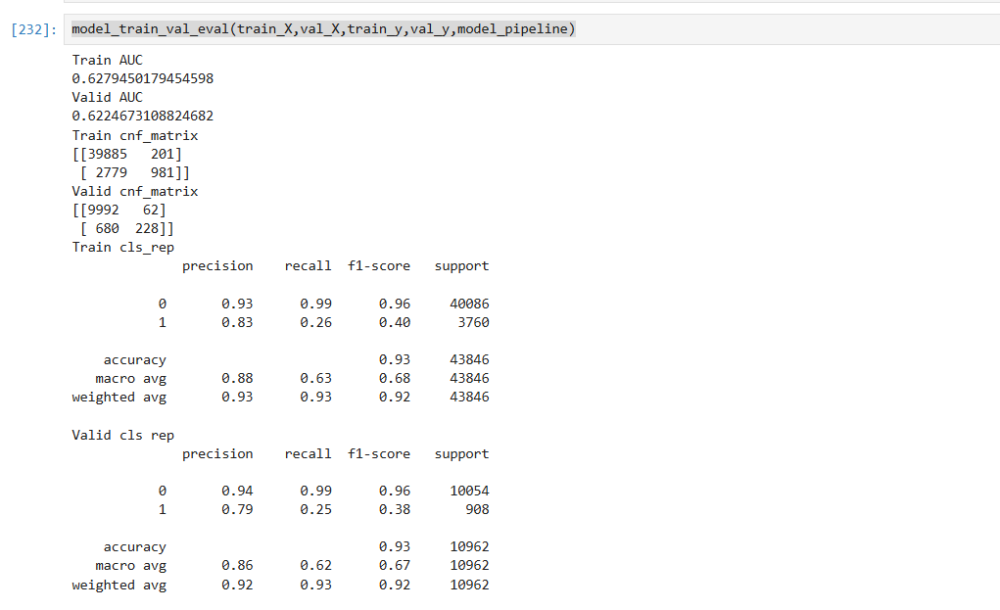 [232]: model_train_val_eval(train_X,val_X,train_y,val_y,model_pipeline)
Train AUC
0.6279450179454598
Valid AUC
0.6224673108824682
Train cnf_matrix
[[39885   201]
 [ 2779   981]]
Valid cnf_matrix
[[9992   62]
 [ 680  228]]
Train cls_rep
              precision    recall  f1-score   support

           0       0.93      0.99      0.96     40086
           1       0.83      0.26      0.40      3760

    accuracy                           0.93     43846
   macro avg       0.88      0.63      0.68     43846
weighted avg       0.93      0.93      0.92     43846

Valid cls rep
              precision    recall  f1-score   support

           0       0.94      0.99      0.96     10054
           1       0.79      0.25      0.38       908

    accuracy                           0.93     10962
   macro avg       0.86      0.62      0.67     10962
weighted avg       0.92      0.93      0.92     10962